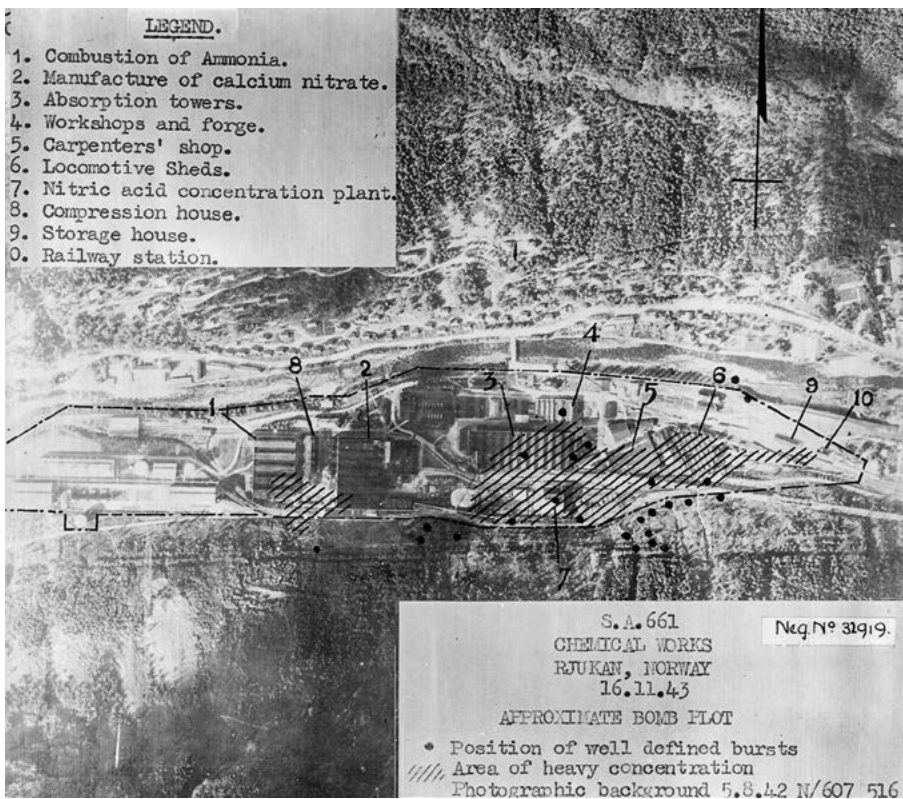 LEGEND.
1. Combustion of Ammonia.
2. Manufacture of calcium nitrate.
3. Absorption towers.
4. Workshops and forge.
5. Carpenters' shop.
6. Locomotive Sheds.
7. Nitric acid concentration plant.
8. Compression house.
9. Storage house.
0. Railway station.
4
8
2
3
5
6
9
10
1
7
S.A.661
Neg. Nº 32919.
CHEMICAL WORKS
RJUKAN, NORWAY
16.11.43
APPROXIMATE BOMB PLOT
Position of well defined bursts
Area of heavy concentration
Photographic background 5.8.42 N/607 516